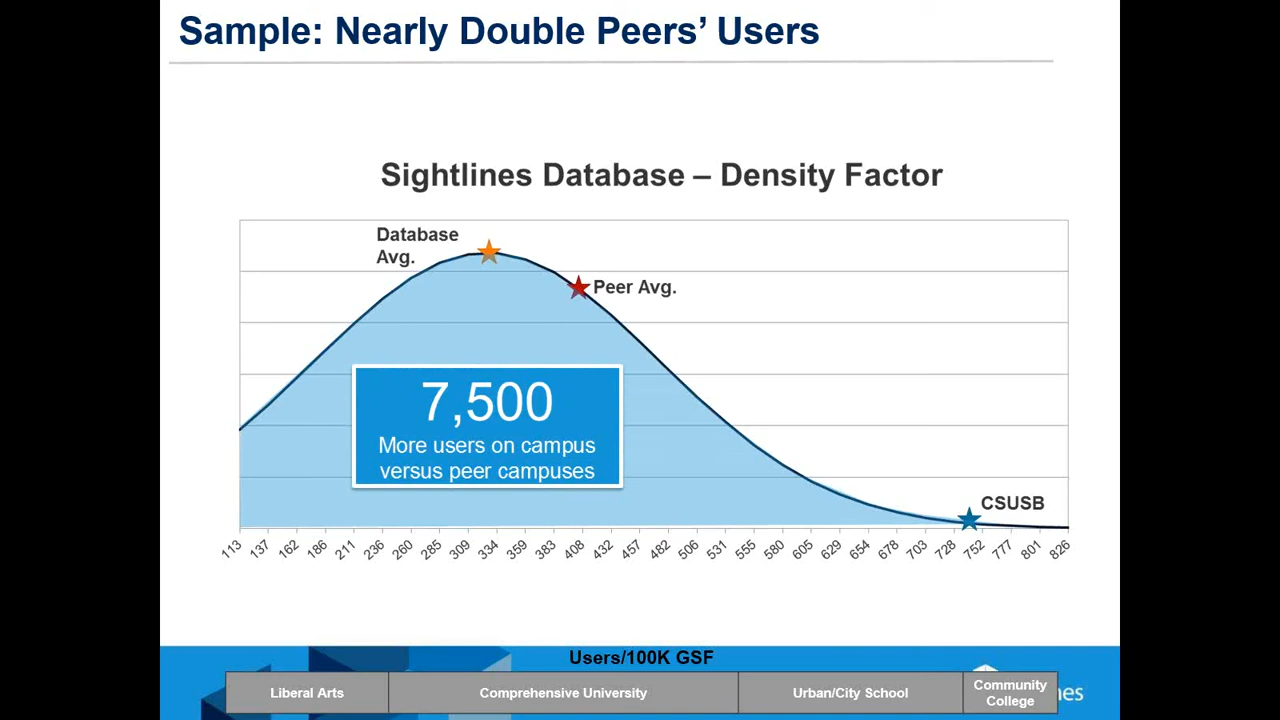 Sample: Nearly Double Peers’ Users
Sightlines Database – Density Factor
Database
Avg.
Peer Avg.
7,500
More users on campus
versus peer campuses
CSUSB
113 137 162 186 211 236 260 285 309 334 359 383 408 432 457 482 506 531 555 580 605 629 654 678 703 728 752 777 801 826
Users/100K GSF
Liberal Arts
Comprehensive University
Urban/City School
Community
College